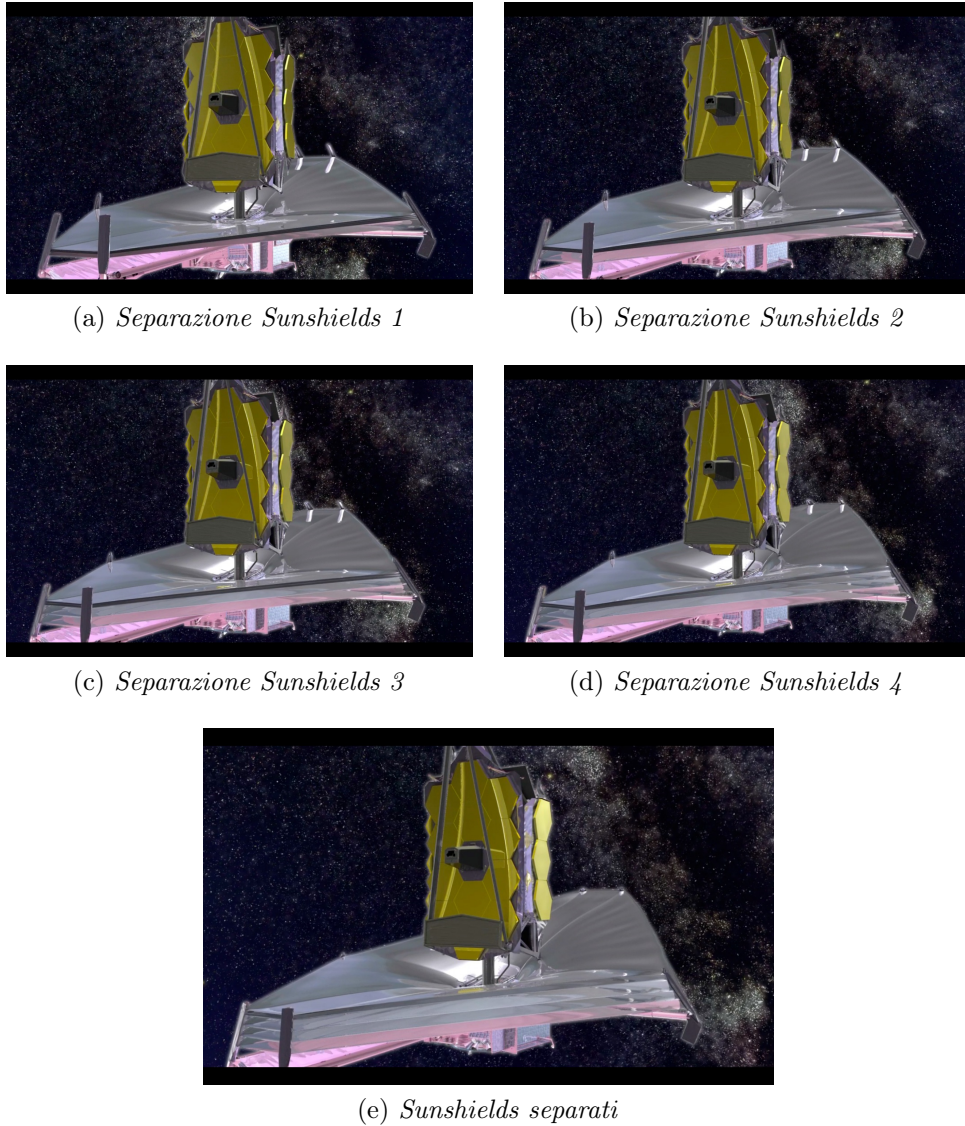 (a) Separazione Sunshields 1
(b) Separazione Sunshields 2
(c) Separazione Sunshields 3
(d) Separazione Sunshields 4
(e) Sunshields separati